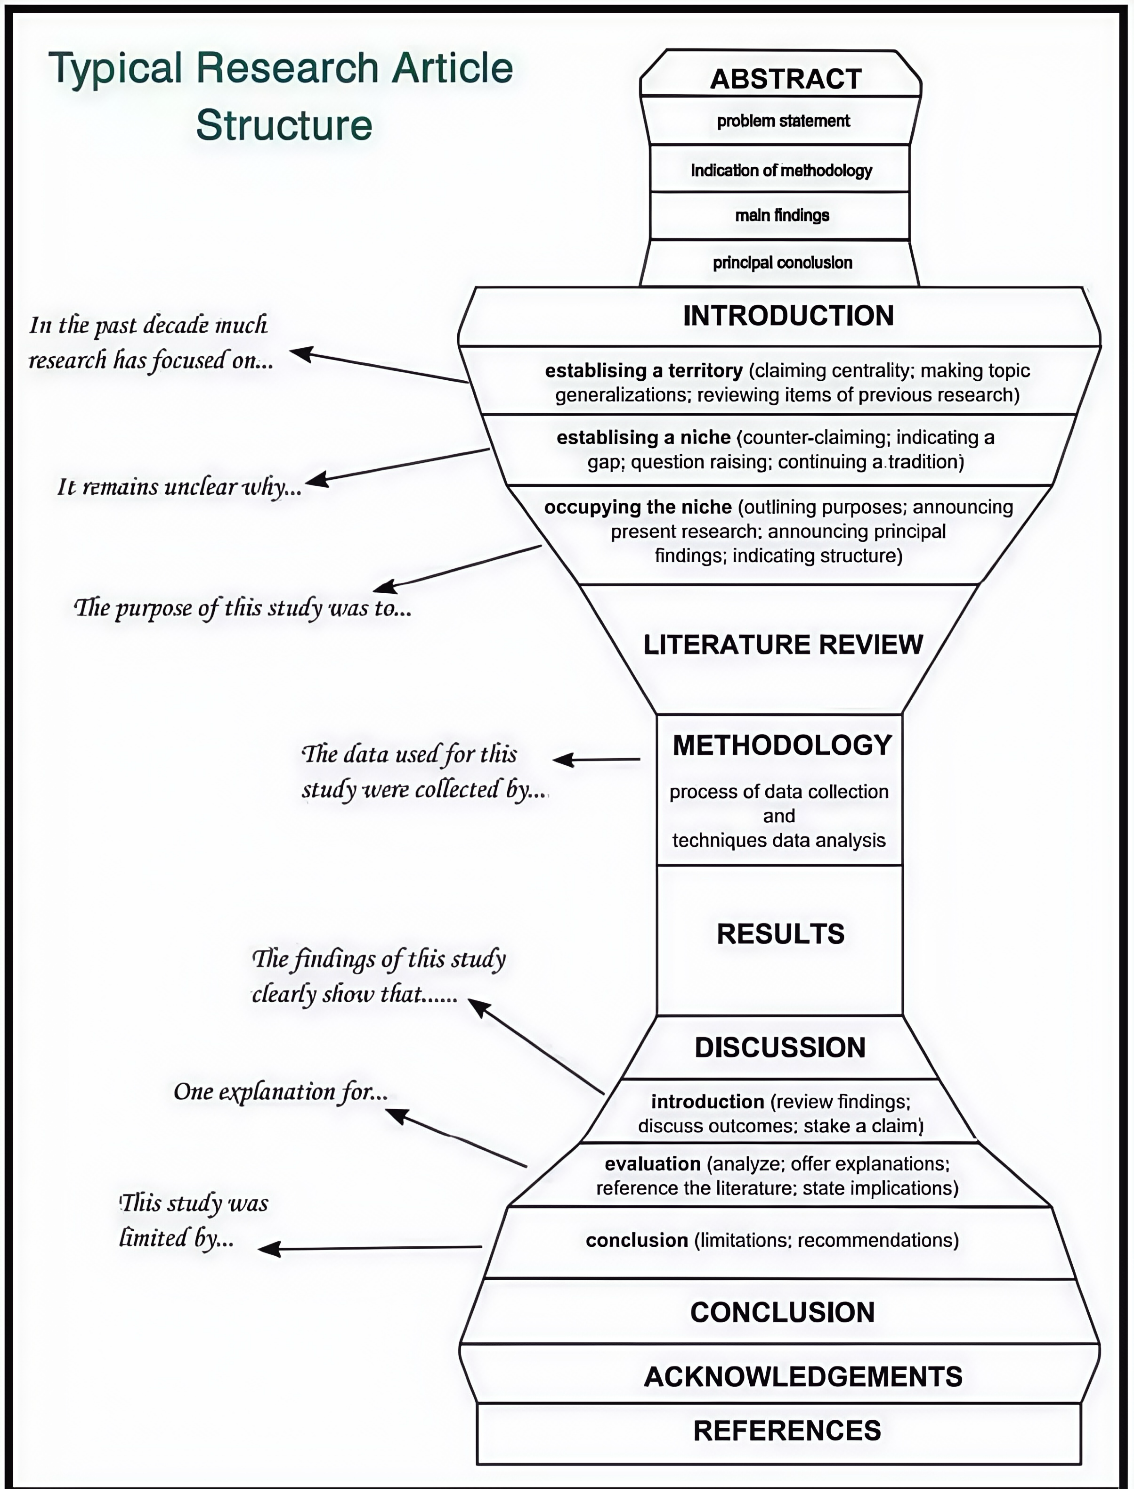 Typical Research Article
Structure
ABSTRACT
problem statement
Indication of methodology
main findings
principal conclusion
INTRODUCTION
In the past decade much
research has focused on...
establising a territory (claiming centrality; making topic
generalizations; reviewing items of previous research)
establising a niche (counter-claiming; indicating a
gap; question raising; continuing a tradition)
It remains unclear why...
occupying the niche (outlining purposes; announcing
present research; announcing principal
findings; indicating structure)
The purpose of this study was to...
LITERATURE REVIEW
METHODOLOGY
The data used for this
study were collected by...
process of data collection
and
techniques data analysis
RESULTS
The findings of this study
clearly show that......
DISCUSSION
introduction (review findings;
discuss outcomes; stake a claim)
One explanation for...
evaluation (analyze; offer explanations;
reference the literature; state implications)
This study was
limited by...
conclusion (limitations; recommendations)
CONCLUSION
ACKNOWLEDGEMENTS
REFERENCES